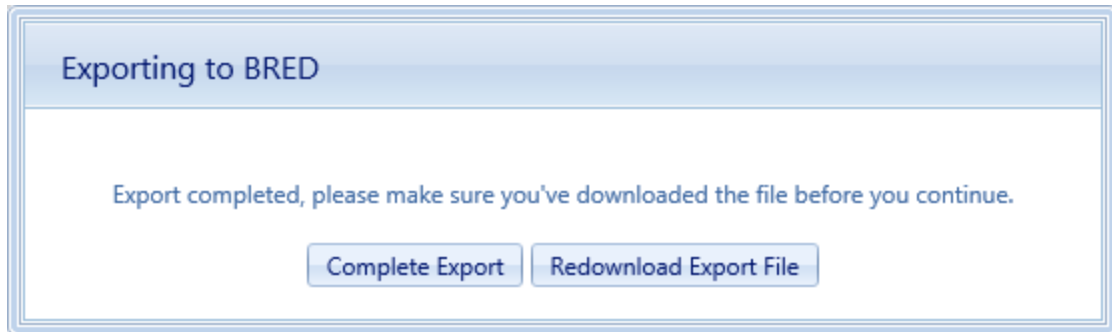 Exporting to BRED
Export completed, please make sure you've downloaded the file before you continue.
Complete Export
Redownload Export File